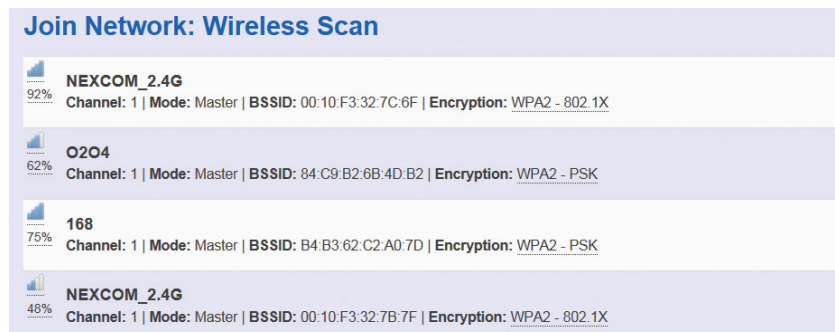 Join Network: Wireless Scan
NEXCOM_2.4G
92%
Channel: 1 | Mode: Master | BSSID: 00:10:F3:32:7C:6F | Encryption: WPA2 - 802.1X
O2O4
62%
Channel: 1 | Mode: Master | BSSID: 84:C9:B2:6B:4D:B2 | Encryption: WPA2 - PSK
168
75%
Channel: 1 | Mode: Master | BSSID: B4:B3:62:C2:A0:7D | Encryption: WPA2 - PSK
NEXCOM_2.4G
48%
Channel: 1 | Mode: Master | BSSID: 00:10:F3:32:7B:7F | Encryption: WPA2 - 802.1X